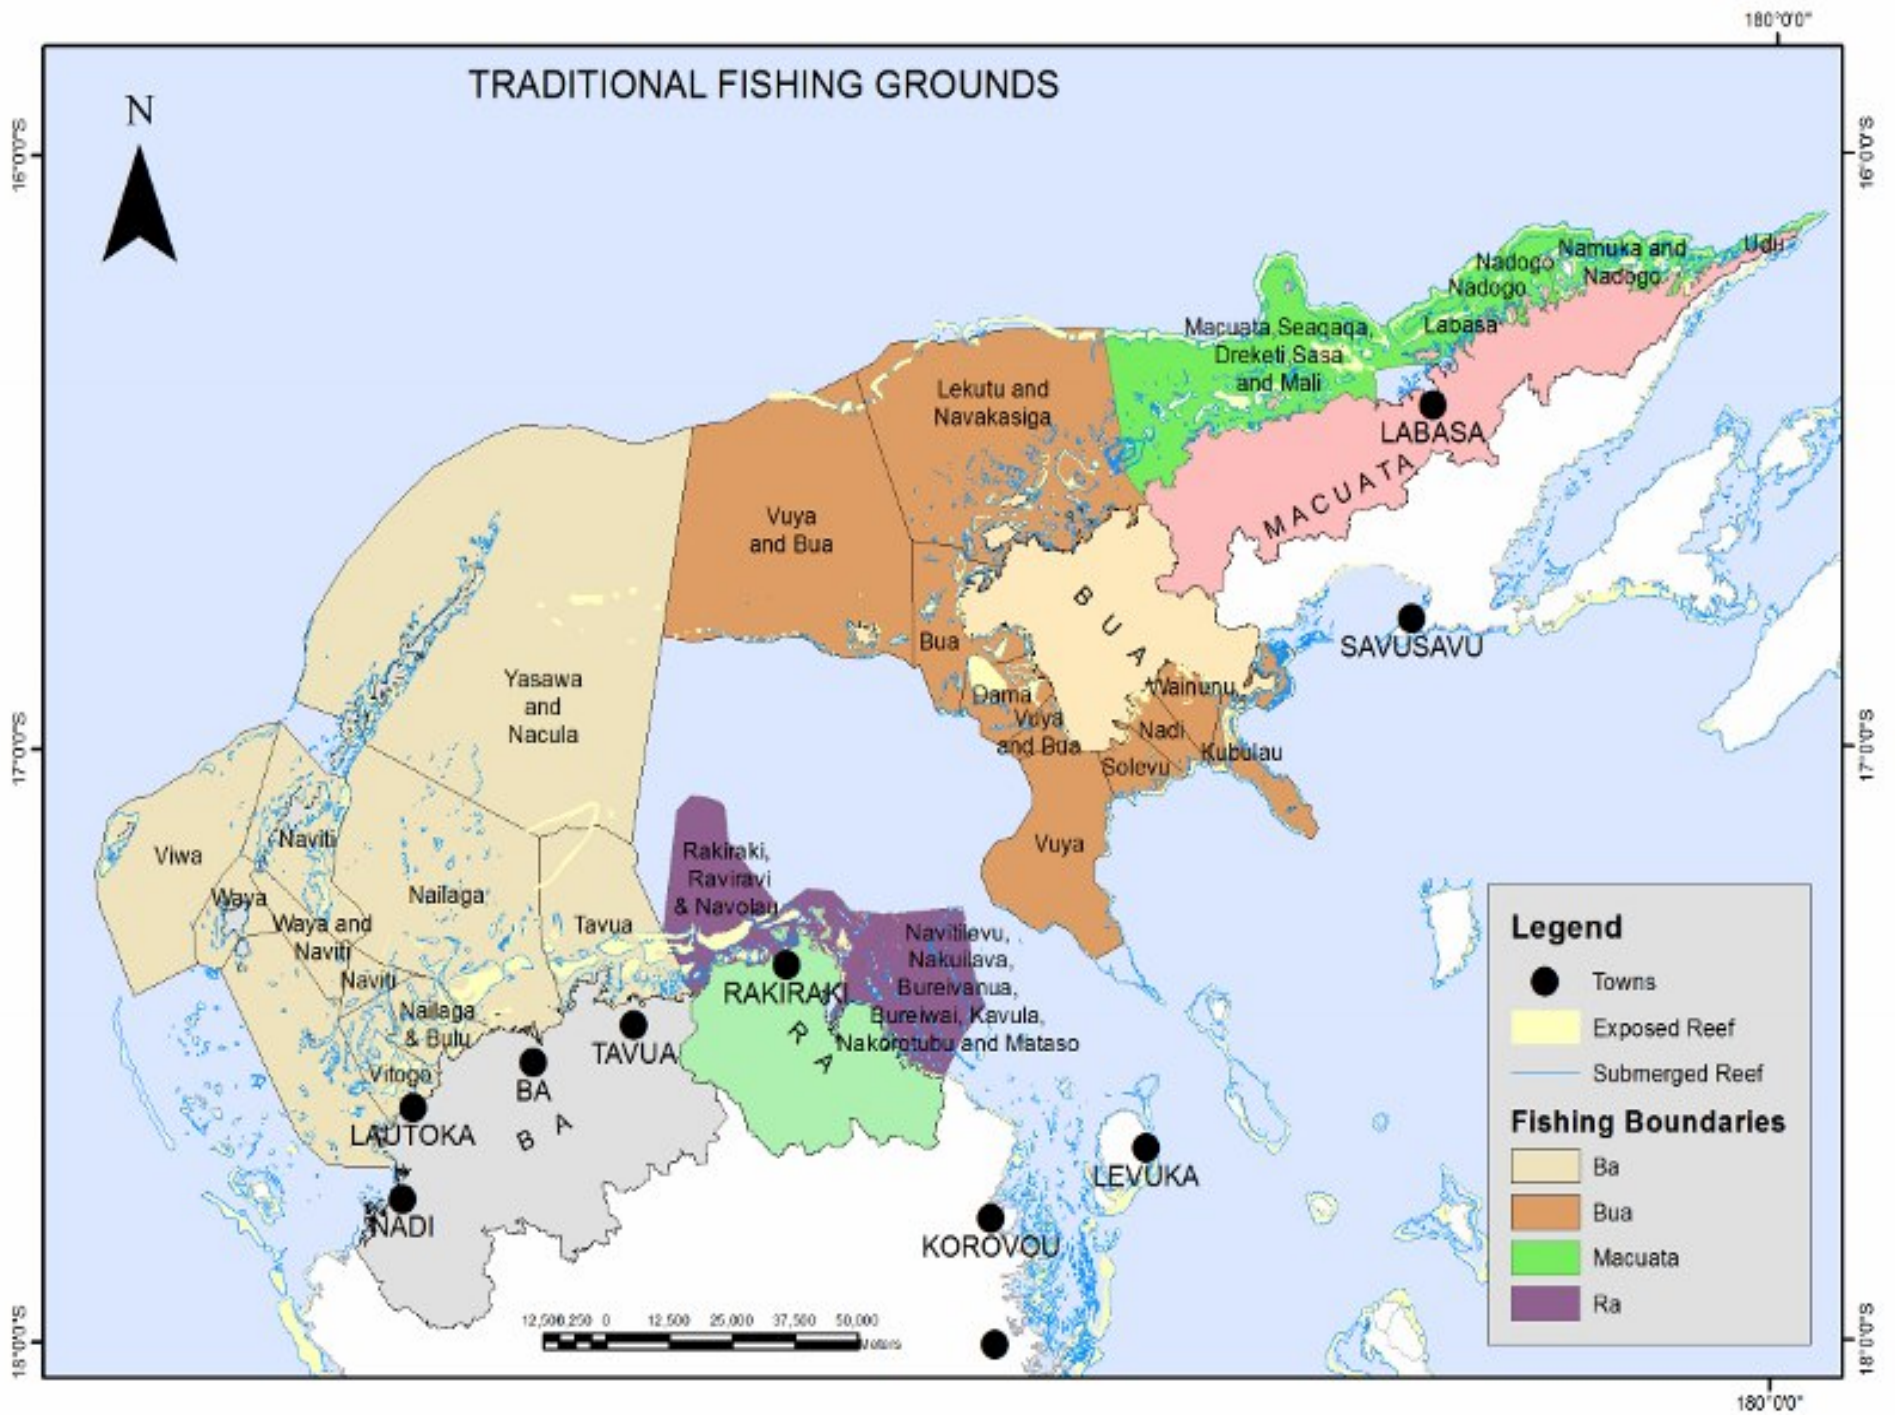 180°0'0"
TRADITIONAL FISHING GROUNDS
N
16°0'0"S
16°0'0"S
Udu
Namuka and
Nadogo
Nadogo
Nadogo
Labasa
Macuata,Seaqaqa,
Dreketi,Sasa
and Mali
Lekutu and
Navakasiga
LABASA
MACUATA
Vuya
and Bua
BUA
Bua
SAVUSAVU
Yasawa
and
Nacula
Dama
Wainunu
Vuya
and Bua
Nadi
Kubulau
Solevu
17°0'0"S
17°0'0"S
Naviti
Viwa
Vuya
Rakiraki,
Raviravi
& Navolau
Waya
Nailaga
Waya and
Naviti
Tavua
Navitilevu,
Nakuilava,
Bureivanua,
Bureiwai, Kavula,
Nakorotubu and Mataso
Naviti
RAKIRAKI
RA
Nailaga
& Bulu
TAVUA
Vitogo
BA
BA
LAUTOKA
NADI
LEVUKA
KOROVOU
Legend
Towns
Exposed Reef
Submerged Reef
Fishing Boundaries
Ba
Bua
Macuata
Ra
0 12,500 25,000 37,500 50,000
Meters
18°0'0"S
18°0'0"S
180°0'0"